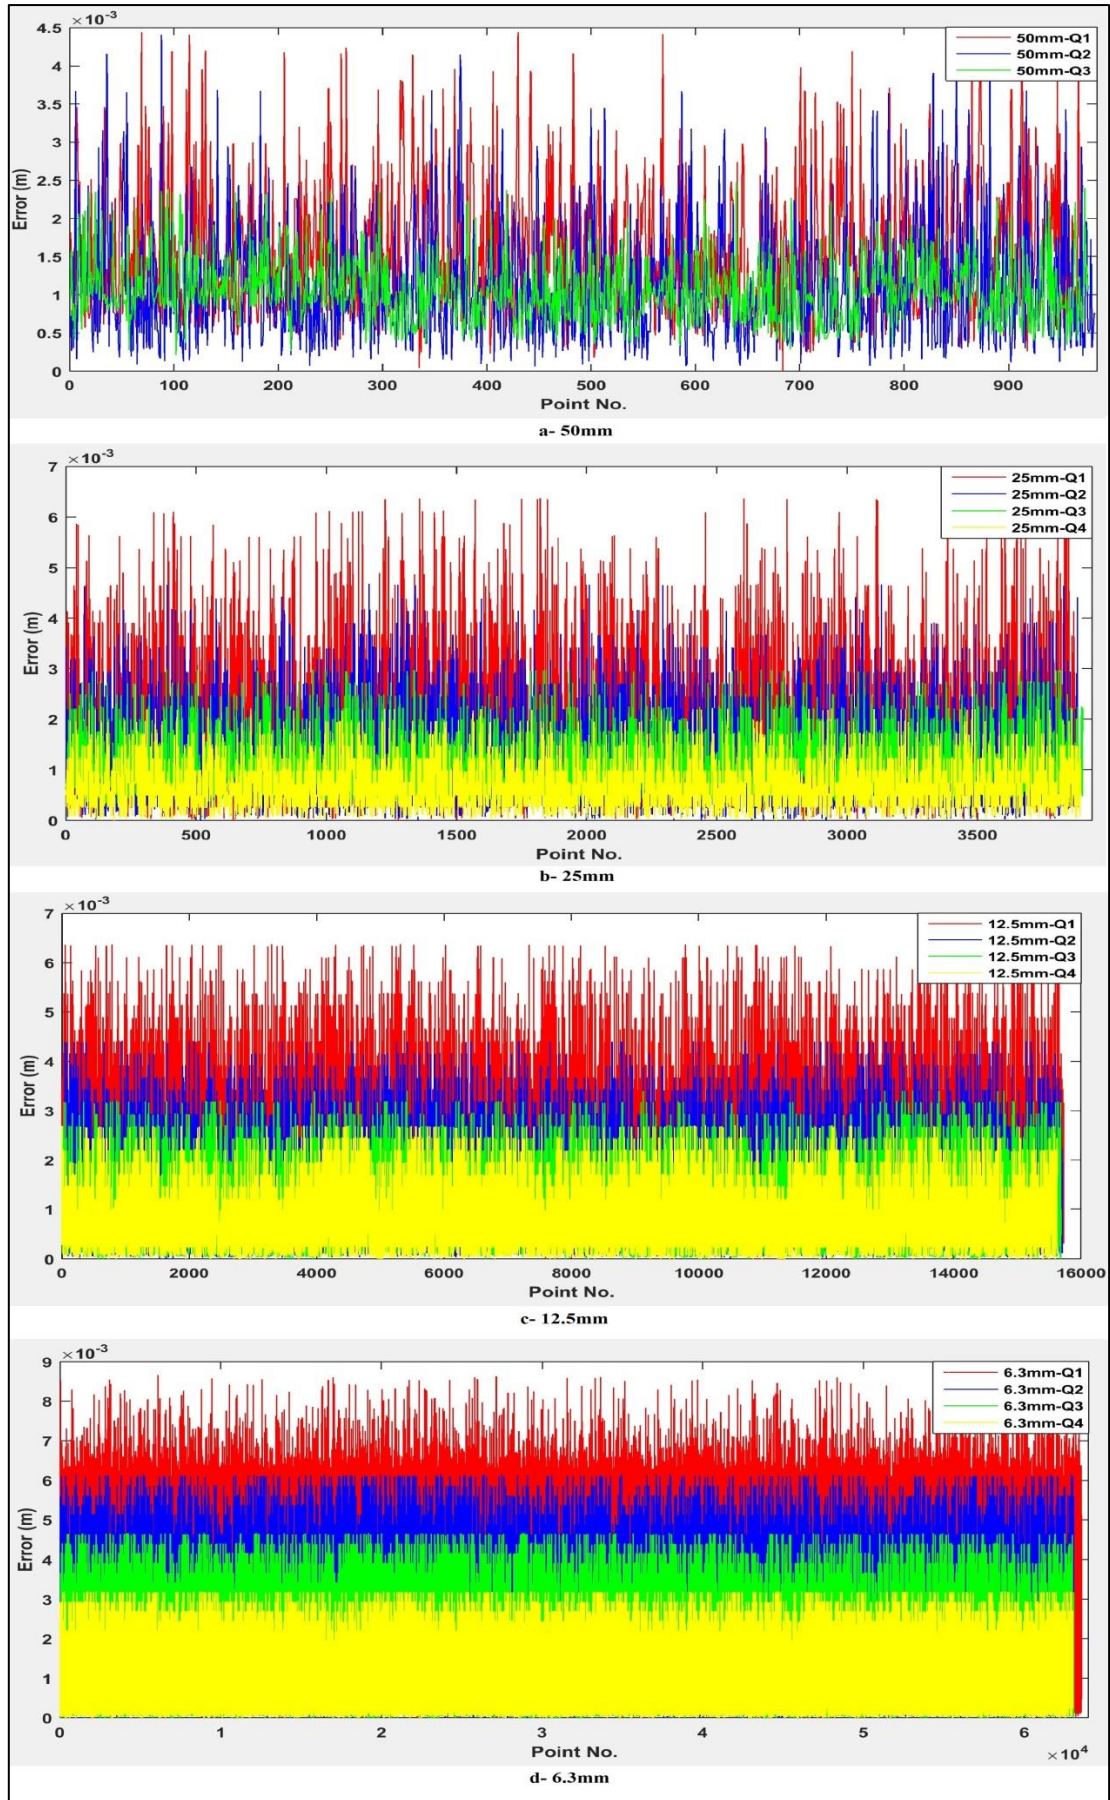 ×10⁻³
4.5
4
3.5
3
2.5
2
1.5
1
0.5
0
Error (m)
50mm-Q1
50mm-Q2
50mm-Q3
0 100 200 300 400 500 600 700 800 900
Point No.
a- 50mm
×10⁻³
7
6
5
4
3
2
1
0
Error (m)
25mm-Q1
25mm-Q2
25mm-Q3
25mm-Q4
0 500 1000 1500 2000 2500 3000 3500
Point No.
b- 25mm
×10⁻³
7
6
5
4
3
2
1
0
Error (m)
12.5mm-Q1
12.5mm-Q2
12.5mm-Q3
12.5mm-Q4
0 2000 4000 6000 8000 10000 12000 14000 16000
Point No.
c- 12.5mm
×10⁻³
9
8
7
6
5
4
3
2
1
0
Error (m)
6.3mm-Q1
6.3mm-Q2
6.3mm-Q3
6.3mm-Q4
0 1 2 3 4 5 6
×10⁴
Point No.
d- 6.3mm